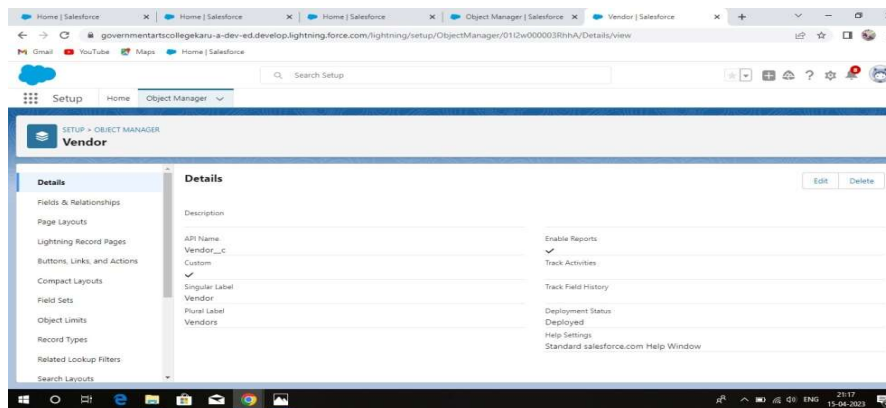 Home | Salesforce
Home | Salesforce
Home | Salesforce
Object Manager | Salesforce
Vendor | Salesforce
governmentartscollegekaru-a-dev-ed.develop.lightning.force.com/lightning/setup/ObjectManager/01I2w000003RhhA/Details/view
Gmail YouTube Maps Home | Salesforce
Search Setup
Setup Home Object Manager
SETUP > OBJECT MANAGER
Vendor
Details
Fields & Relationships
Page Layouts
Lightning Record Pages
Buttons, Links, and Actions
Compact Layouts
Field Sets
Object Limits
Record Types
Related Lookup Filters
Search Layouts
Details
Edit Delete
Description
API Name
Vendor__c
Custom
Singular Label
Vendor
Plural Label
Vendors
Enable Reports
Track Activities
Track Field History
Deployment Status
Deployed
Help Settings
Standard salesforce.com Help Window
ENG
21:17
15-04-2023